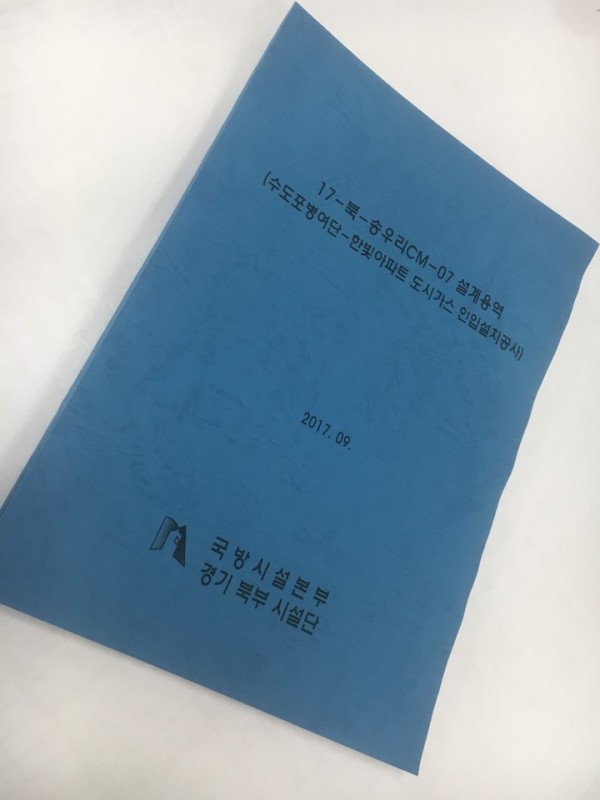 17-북-송우리CM-07 설계용역
(수도포병여단-한빛아파트 도시가스 인입설치공사)
2017. 09.
국방시설본부
경기 북부 시설단